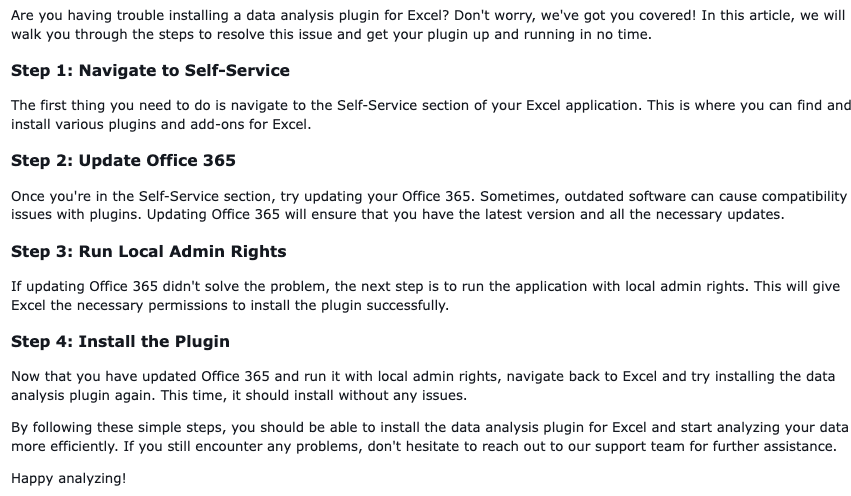 Are you having trouble installing a data analysis plugin for Excel? Don't worry, we've got you covered! In this article, we will
walk you through the steps to resolve this issue and get your plugin up and running in no time.
Step 1: Navigate to Self-Service
The first thing you need to do is navigate to the Self-Service section of your Excel application. This is where you can find and
install various plugins and add-ons for Excel.
Step 2: Update Office 365
Once you're in the Self-Service section, try updating your Office 365. Sometimes, outdated software can cause compatibility
issues with plugins. Updating Office 365 will ensure that you have the latest version and all the necessary updates.
Step 3: Run Local Admin Rights
If updating Office 365 didn't solve the problem, the next step is to run the application with local admin rights. This will give
Excel the necessary permissions to install the plugin successfully.
Step 4: Install the Plugin
Now that you have updated Office 365 and run it with local admin rights, navigate back to Excel and try installing the data
analysis plugin again. This time, it should install without any issues.
By following these simple steps, you should be able to install the data analysis plugin for Excel and start analyzing your data
more efficiently. If you still encounter any problems, don't hesitate to reach out to our support team for further assistance.
Happy analyzing!